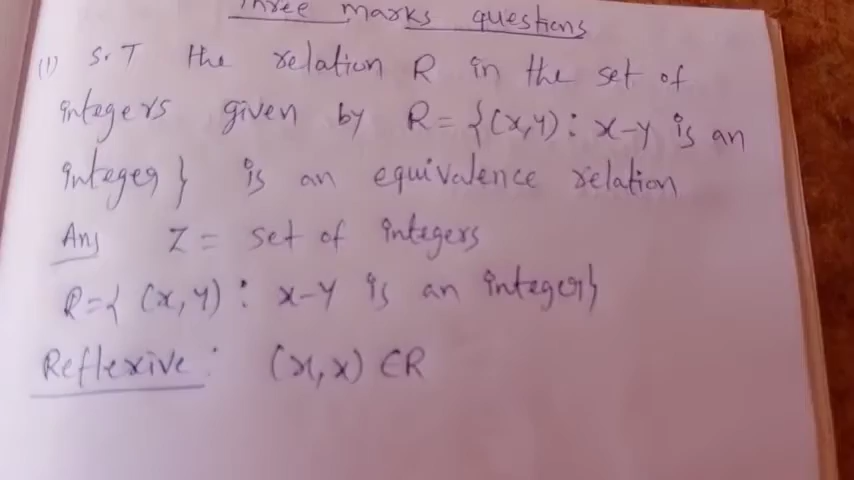 Three marks questions
(1) S.T the relation R in the set of
integers given by R = {(x,y) : x-y is an
integer} is an equivalence relation
Ans Z = set of integers
R={ (x,y) : x-y is an integer}
Reflexive : (x,x) ∈R